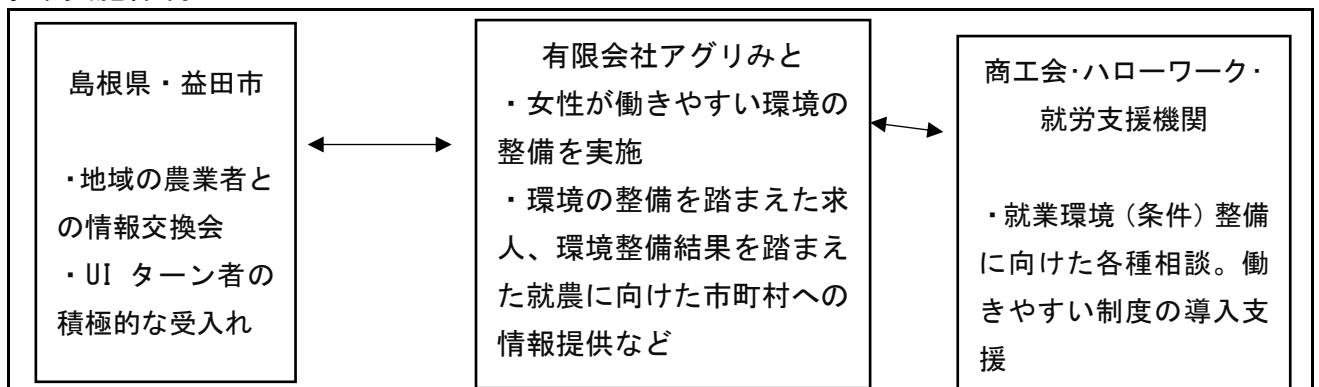 島根県・益田市
・地域の農業者と
の情報交換会
・UI ターン者の
積極的な受入れ
有限会社アグリみと
・女性が働きやすい環境の
整備を実施
・環境の整備を踏まえた求
人、環境整備結果を踏まえ
た就農に向けた市町村への
情報提供など
商工会・ハローワーク・
就労支援機関
・就業環境（条件）整備
に向けた各種相談。働
きやすい制度の導入支
援